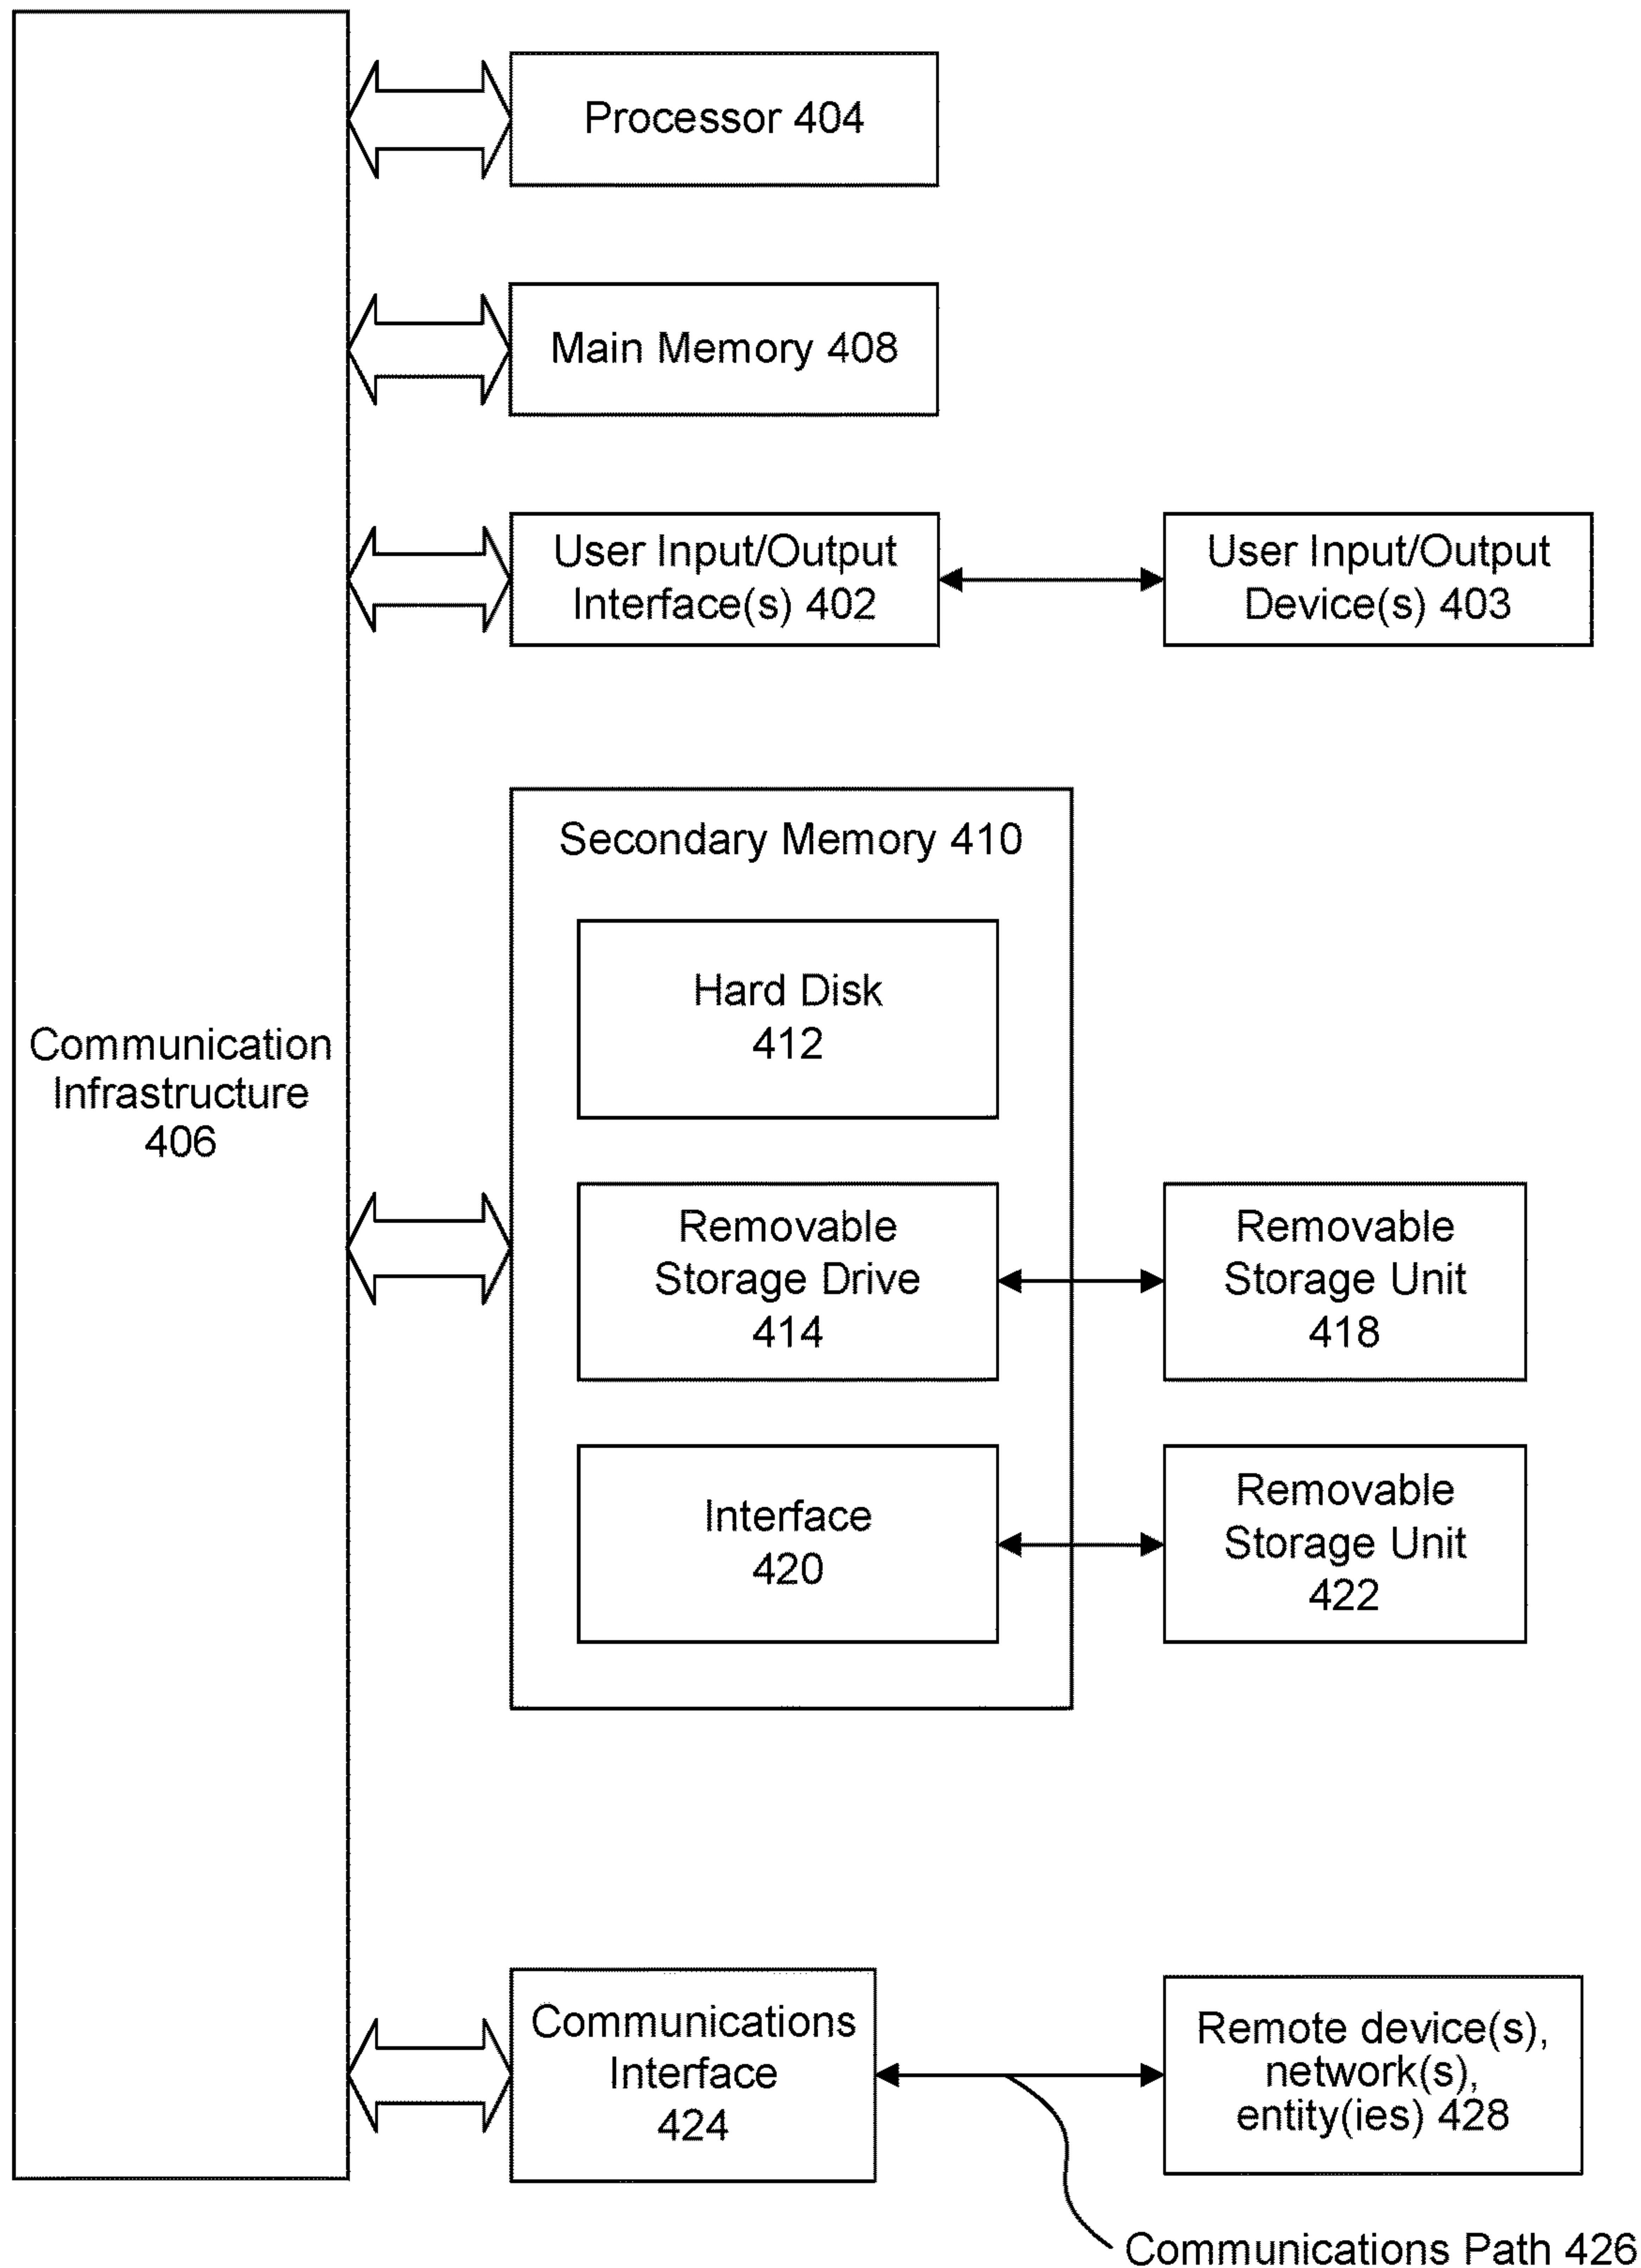 Processor 404
Main Memory 408
User Input/Output
Interface(s) 402
User Input/Output
Device(s) 403
Secondary Memory 410
Hard Disk
412
Communication
Infrastructure
406
Removable
Storage Drive
414
Removable
Storage Unit
418
Interface
420
Removable
Storage Unit
422
Communications
Interface
424
Remote device(s),
network(s),
entity(ies) 428
Communications Path 426